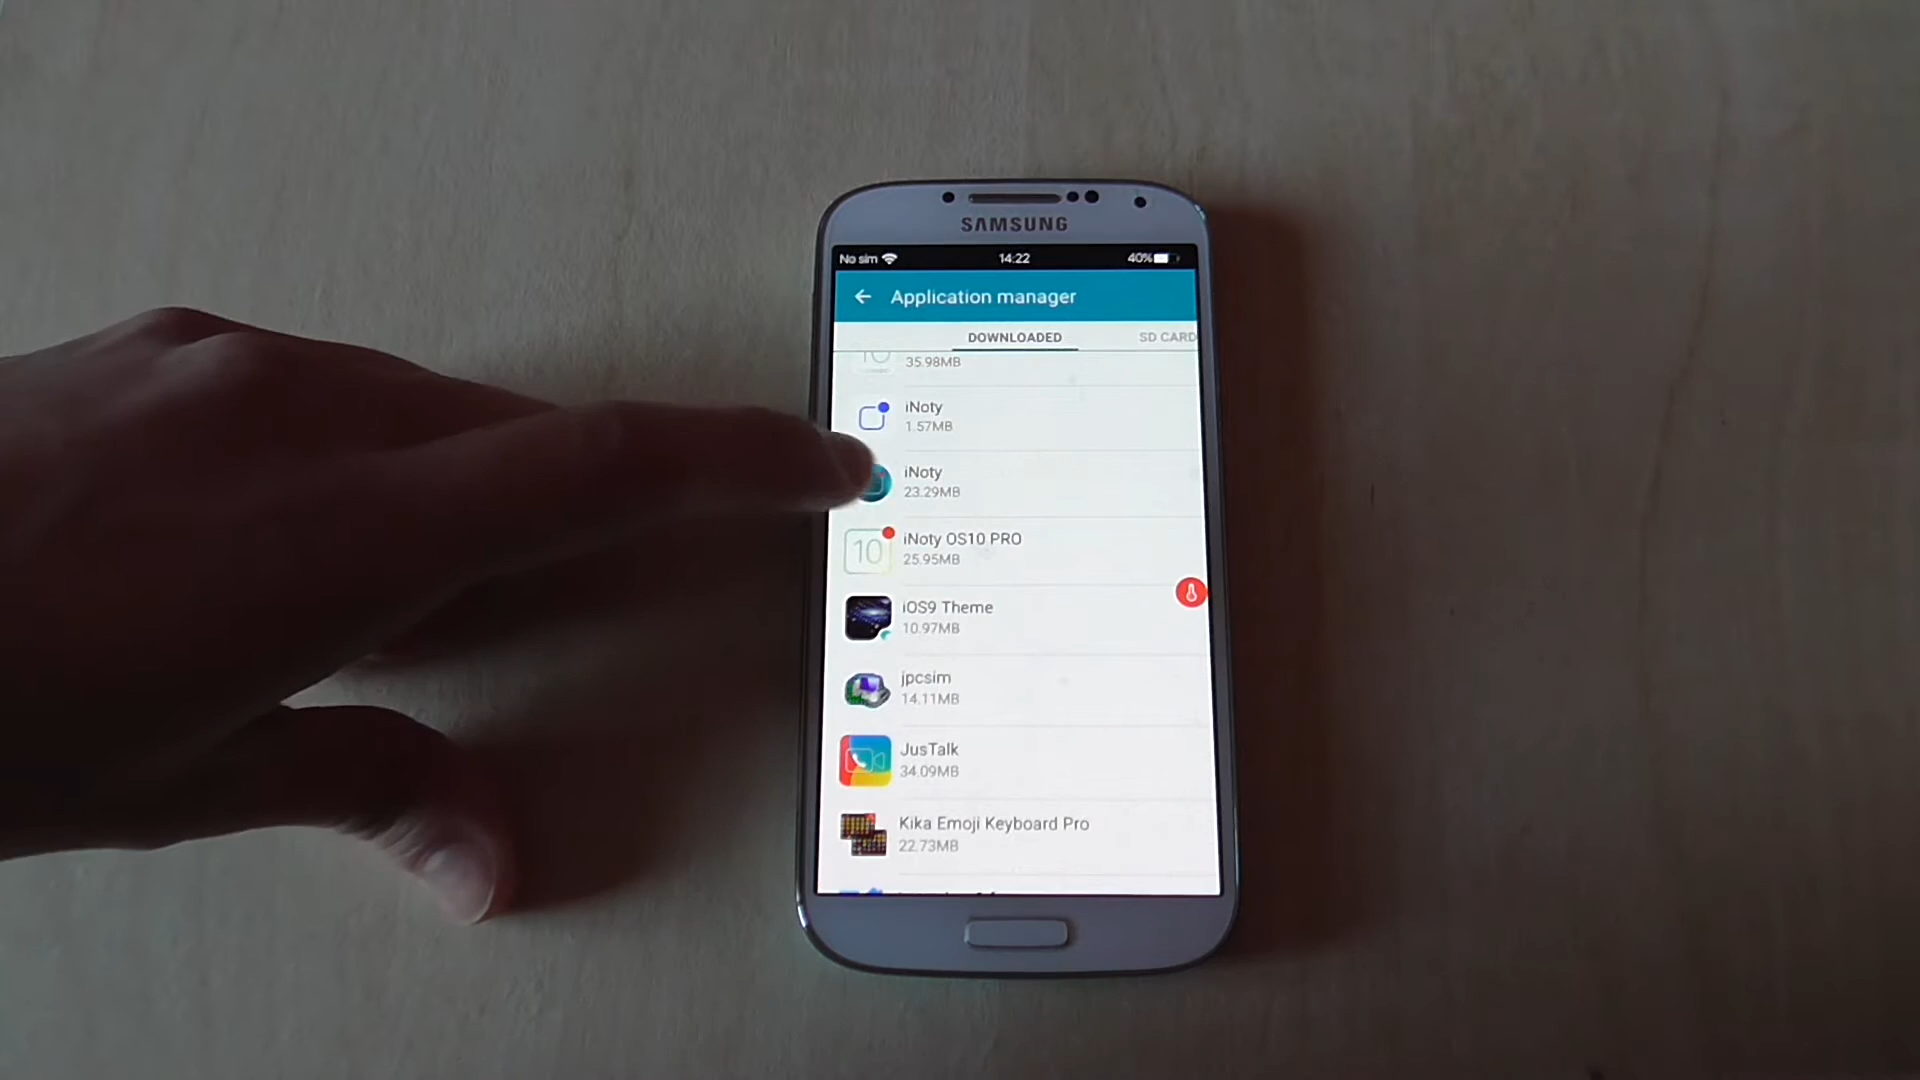 SAMSUNG
No sim 14:22 40%
Application manager
DOWNLOADED SD CARD
10
35.98MB
iNoty
1.57MB
iNoty
23.29MB
10
iNoty OS10 PRO
25.95MB
iOS9 Theme
10.97MB
jpcsim
14.11MB
JusTalk
34.09MB
Kika Emoji Keyboard Pro
22.73MB